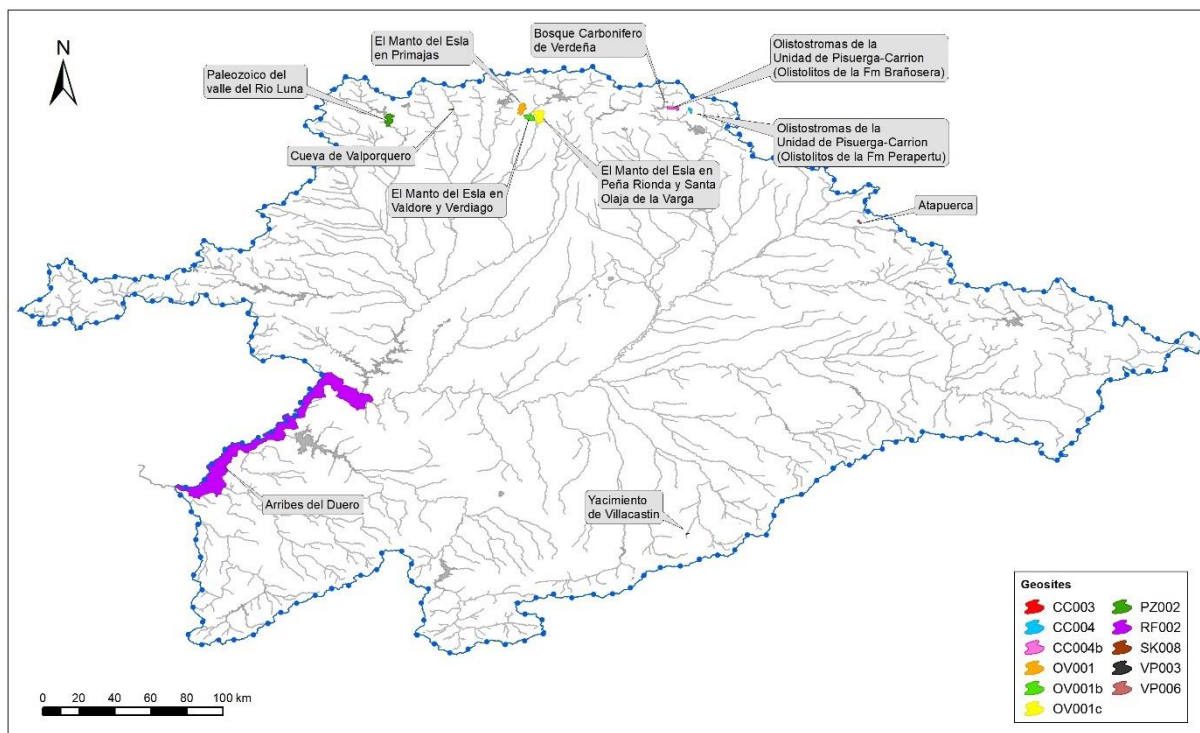 N
El Manto del Esla
en Primajas
Bosque Carbonifero
de Verdeña
Olistostromas de la
Unidad de Pisuerga-Carrion
(Olistolitos de la Fm Brañosera)
Paleozoico del
valle del Rio Luna
Cueva de Valporquero
El Manto del Esla en
Valdore y Verdiago
El Manto del Esla en
Peña Rionda y Santa
Olaja de la Varga
Olistostromas de la
Unidad de Pisuerga-Carrion
(Olistolitos de la Fm Perapertu)
Atapuerca
Arribes del Duero
Yacimiento
de Villacastin
Geosites
CC003
CC004
CC004b
OV001
OV001b
OV001c
PZ002
RF002
SK008
VP003
VP006
0 20 40 60 80 100 km